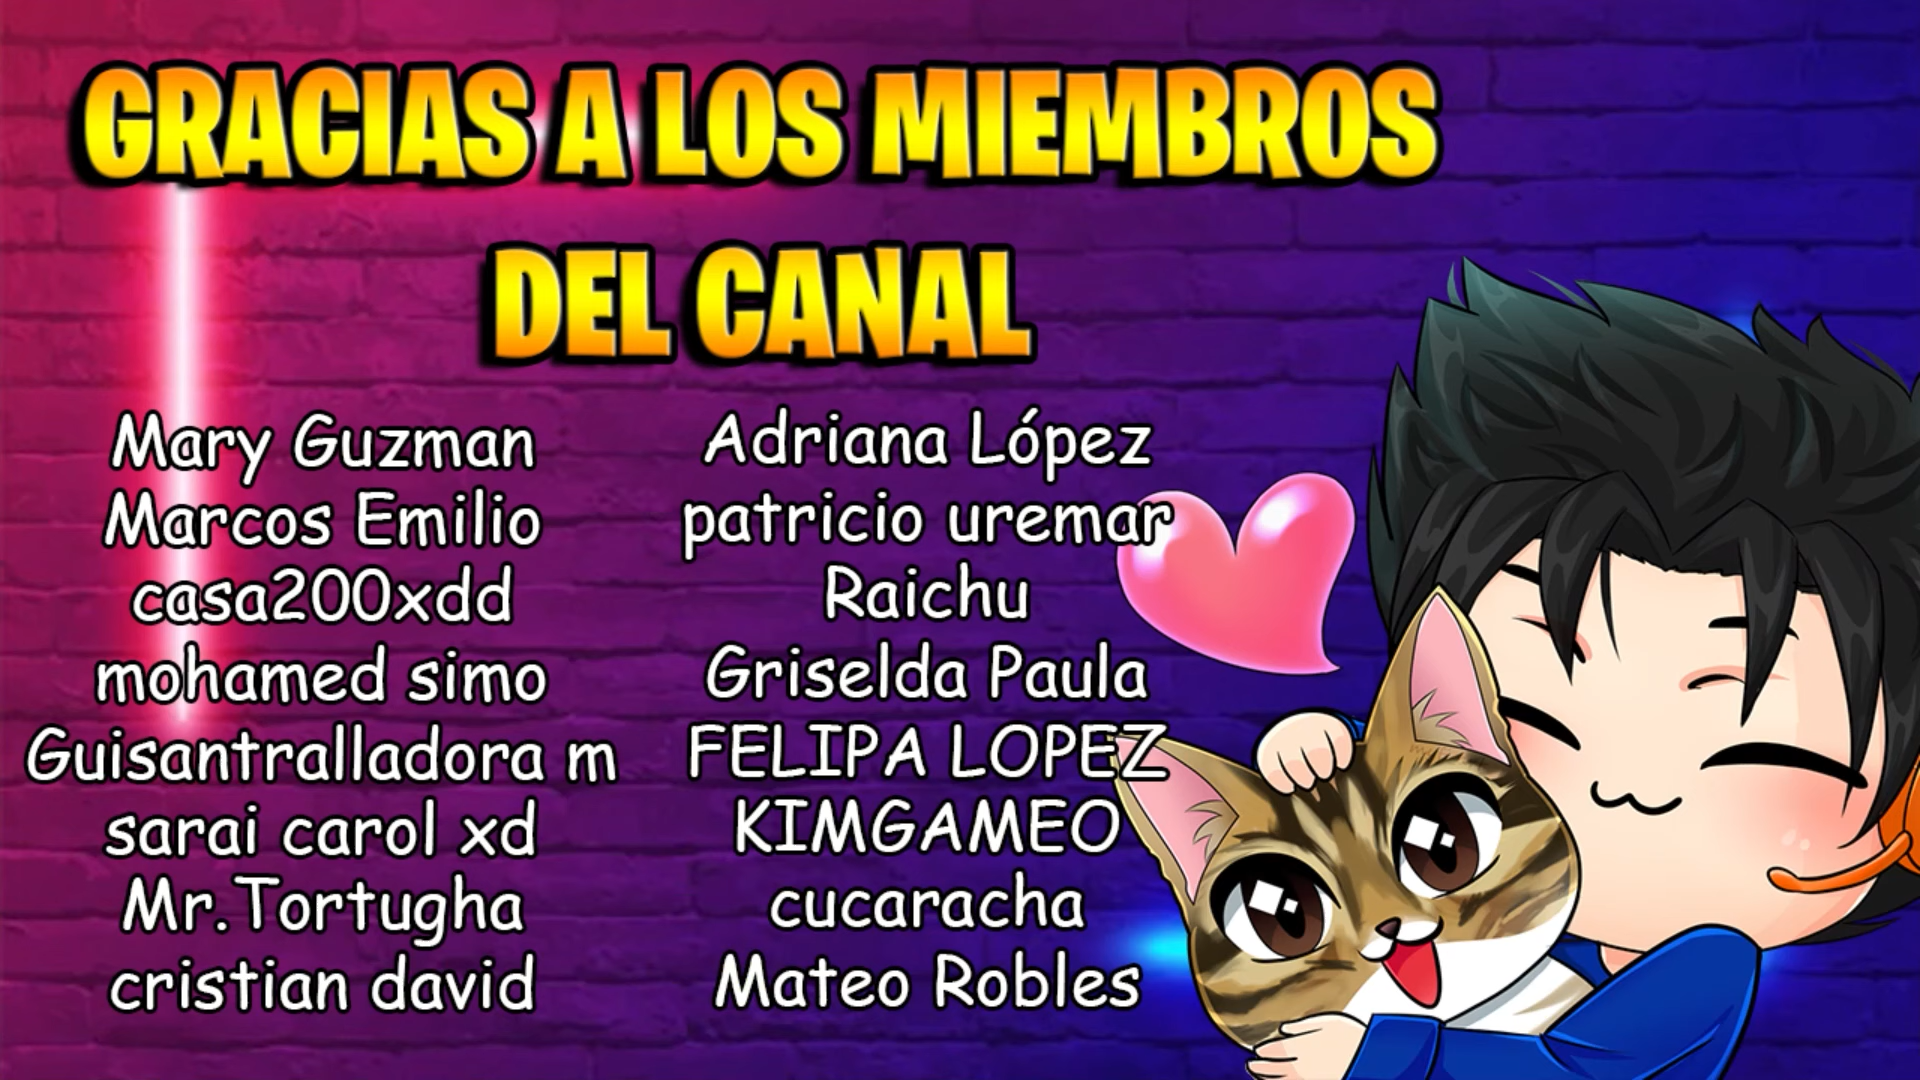 GRACIAS A LOS MIEMBROS
DEL CANAL
Mary Guzman
Marcos Emilio
casa200xdd
mohamed simo
Guisantralladora m
sarai carol xd
Mr.Tortugha
cristian david
Adriana López
patricio uremar
Raichu
Griselda Paula
FELIPA LOPEZ
KIMGAMEO
cucaracha
Mateo Robles